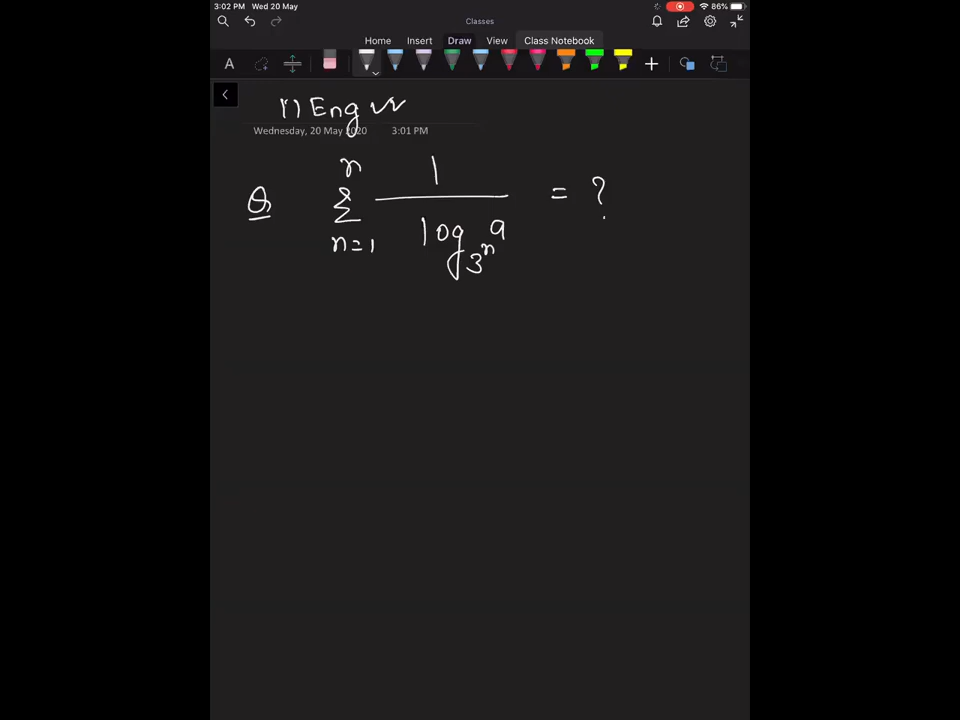 3:02 PM Wed 20 May 86%
Classes
Home Insert Draw View Class Notebook
A
11 Eng
Wednesday, 20 May 2020 3:01 PM
Q n ∑ n=1 1 / log 3^n 9 = ?